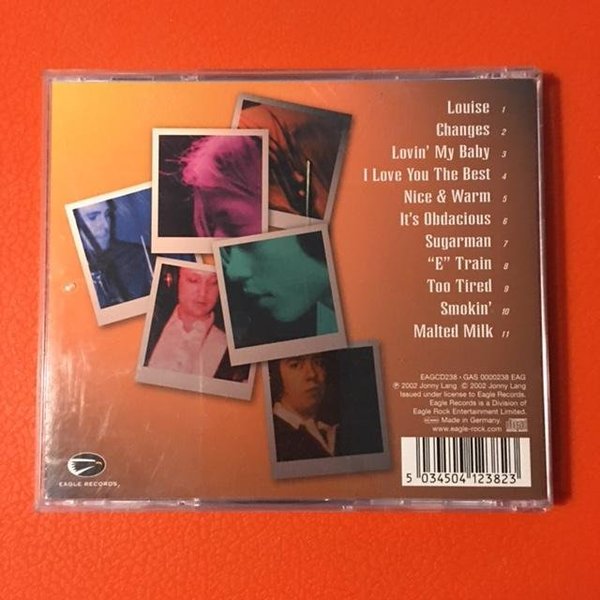 Louise 1
Changes 2
Lovin' My Baby 3
I Love You The Best 4
Nice & Warm 5
It's Obdacious 6
Sugarman 7
"E" Train 8
Too Tired 9
Smokin' 10
Malted Milk 11
EAGCD238 · GAS 0000238 EAG
℗ 2002 Jonny Lang © 2002 Jonny Lang
Issued under license to Eagle Records.
Eagle Records is a Division of
Eagle Rock Entertainment Limited.
Made in Germany.
www.eagle-rock.com
5 034504 123823
EAGLE RECORDS